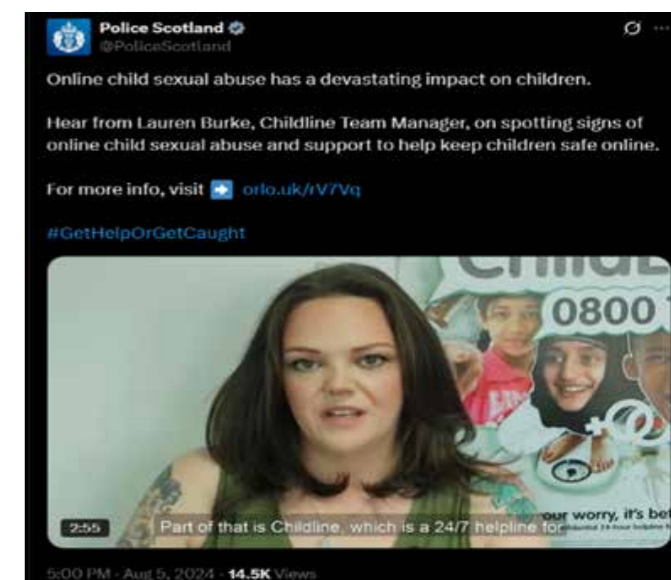 Police Scotland
@PoliceScotland
Online child sexual abuse has a devastating impact on children.
Hear from Lauren Burke, Childline Team Manager, on spotting signs of
online child sexual abuse and support to help keep children safe online.
For more info, visit ➡ orlo.uk/rV7Vq
#GetHelpOrGetCaught
ChildL
0800
our worry, it's bet
2:55
Part of that is Childline, which is a 24/7 helpline for
5:00 PM · Aug 5, 2024 · 14.5K Views